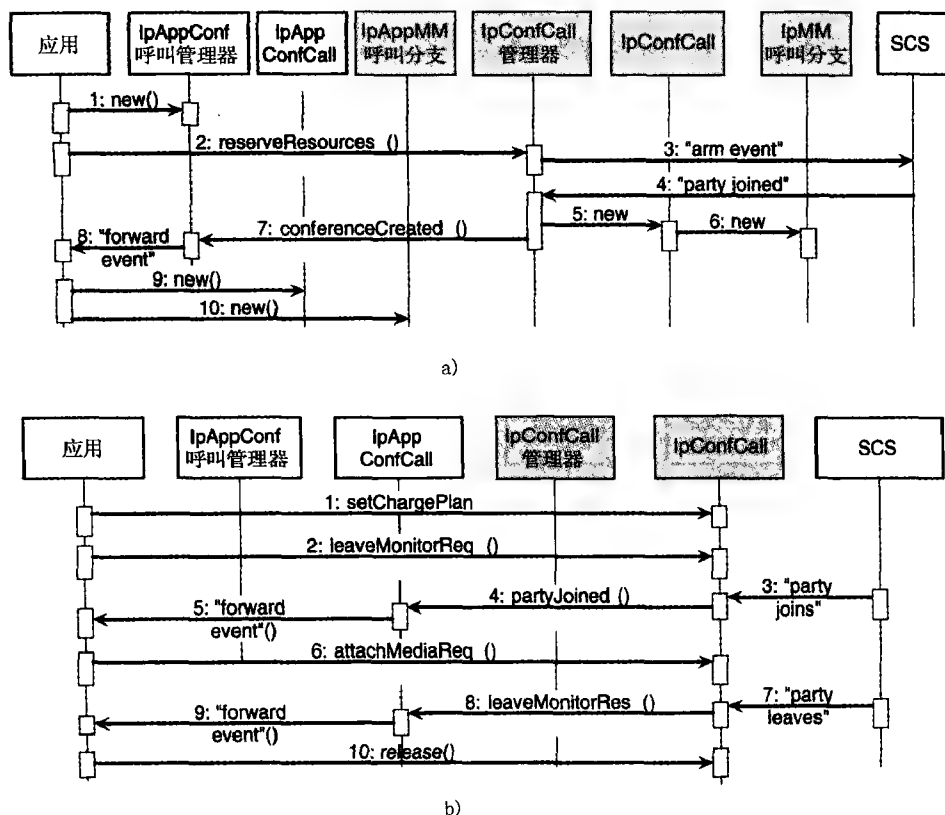 应用
IpAppConf
呼叫管理器
IpApp
ConfCall
IpAppMM
呼叫分支
IpConfCall
管理器
IpConfCall
IpMM
呼叫分支
SCS
1: new()
2: reserveResources ()
3: "arm event"
4: "party joined"
5: new
6: new
7: conferenceCreated ()
8: "forward
event"
9: new()
10: new()
a)
应用
IpAppConf
呼叫管理器
IpApp
ConfCall
IpConfCall
管理器
IpConfCall
SCS
1: setChargePlan
2: leaveMonitorReq ()
3: "party
joins"
4: partyJoined ()
5: "forward
event"()
6: attachMediaReq ()
7: "party
leaves"
8: leaveMonitorRes ()
9: "forward
event"()
10: release()
b)